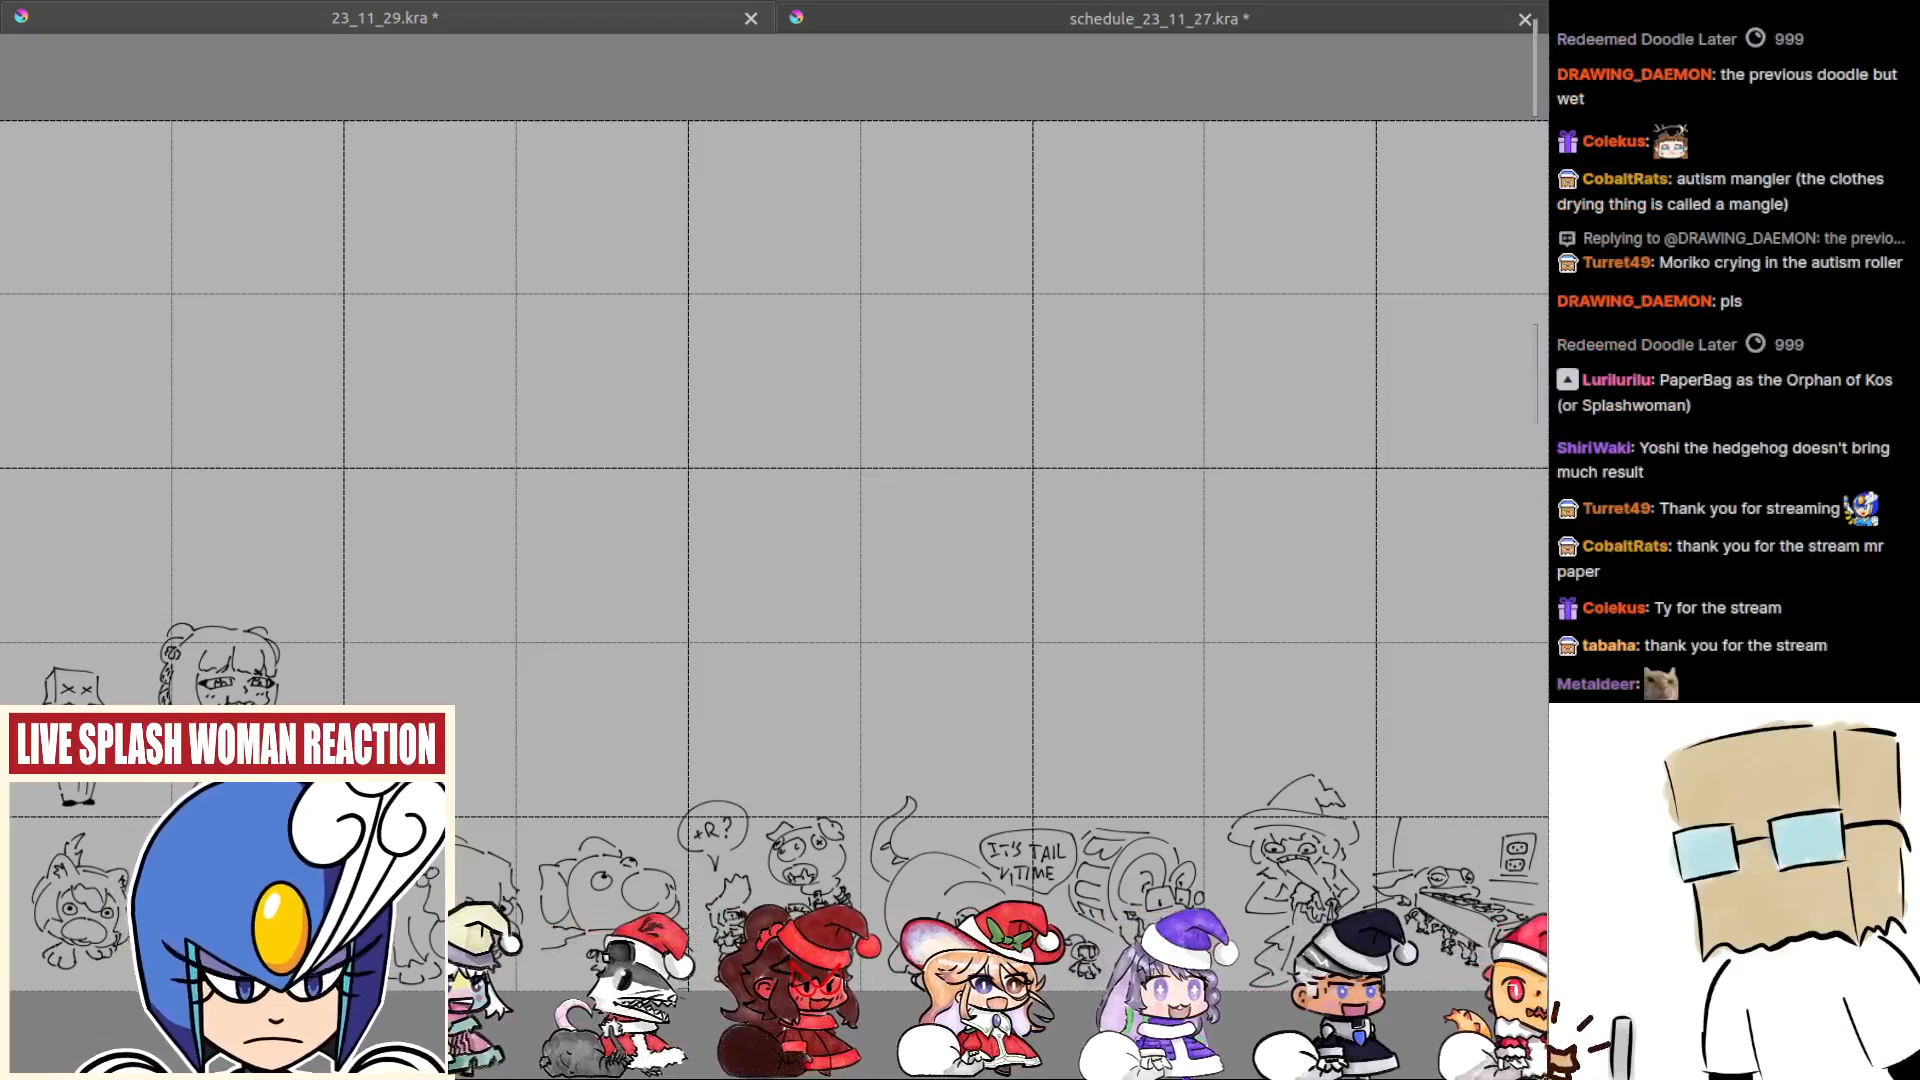 23_11_29.kra *
schedule_23_11_27.kra *
Redeemed Doodle Later 999
DRAWING_DAEMON: the previous doodle but
wet
Colekus:
CobaltRats: autism mangler (the clothes
drying thing is called a mangle)
Replying to @DRAWING_DAEMON: the previo...
Turret49: Moriko crying in the autism roller
DRAWING_DAEMON: pls
Redeemed Doodle Later 999
Lurilurilu: PaperBag as the Orphan of Kos
(or Splashwoman)
ShiriWaki: Yoshi the hedgehog doesn't bring
much result
Turret49: Thank you for streaming
CobaltRats: thank you for the stream mr
paper
Colekus: Ty for the stream
tabaha: thank you for the stream
Metaldeer:
LIVE SPLASH WOMAN REACTION
+R?
IT'S TAIL
TIME